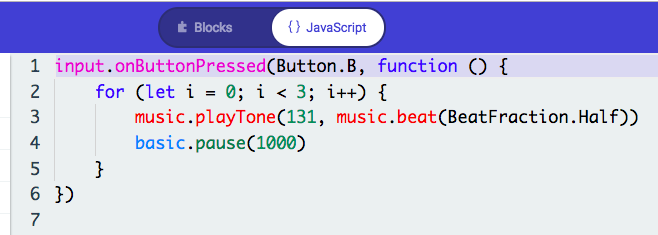 Blocks {} JavaScript
1 input.onButtonPressed(Button.B, function () {
2     for (let i = 0; i < 3; i++) {
3         music.playTone(131, music.beat(BeatFraction.Half))
4         basic.pause(1000)
5     }
6 })
7